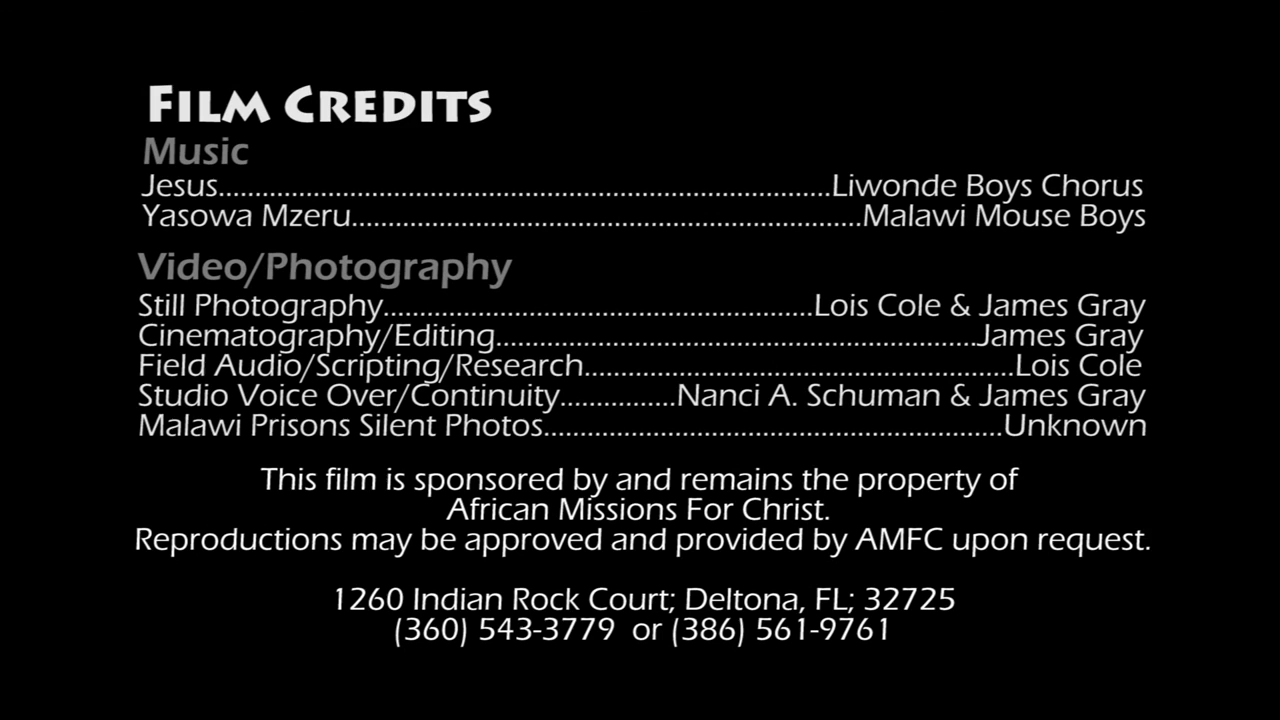 Film Credits
Music
Jesus....................................................................................Liwonde Boys Chorus
Yasowa Mzeru......................................................................Malawi Mouse Boys
Video/Photography
Still Photography...........................................................Lois Cole & James Gray
Cinematography/Editing..................................................................James Gray
Field Audio/Scripting/Research...........................................................Lois Cole
Studio Voice Over/Continuity................Nanci A. Schuman & James Gray
Malawi Prisons Silent Photos...............................................................Unknown
This film is sponsored by and remains the property of
African Missions For Christ.
Reproductions may be approved and provided by AMFC upon request.
1260 Indian Rock Court; Deltona, FL; 32725
(360) 543-3779 or (386) 561-9761